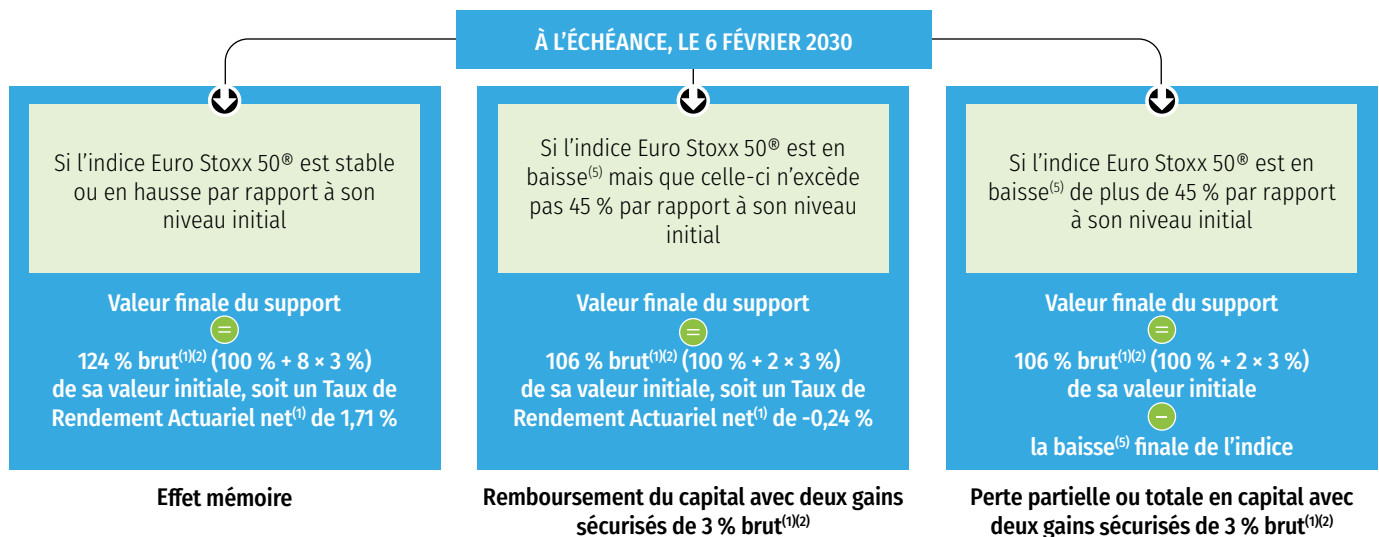 À L'ÉCHÉANCE, LE 6 FÉVRIER 2030
Si l'indice Euro Stoxx 50® est stable
ou en hausse par rapport à son
niveau initial
Valeur finale du support
=
124 % brut(1)(2) (100 % + 8 × 3 %)
de sa valeur initiale, soit un Taux de
Rendement Actuariel net(1) de 1,71 %
Effet mémoire
Si l'indice Euro Stoxx 50® est en
baisse(5) mais que celle-ci n'excède
pas 45 % par rapport à son niveau
initial
Valeur finale du support
=
106 % brut(1)(2) (100 % + 2 × 3 %)
de sa valeur initiale, soit un Taux de
Rendement Actuariel net(1) de -0,24 %
Remboursement du capital avec deux gains
sécurisés de 3 % brut(1)(2)
Si l'indice Euro Stoxx 50® est en
baisse(5) de plus de 45 % par rapport
à son niveau initial
Valeur finale du support
=
106 % brut(1)(2) (100 % + 2 × 3 %)
de sa valeur initiale
−
la baisse(5) finale de l'indice
Perte partielle ou totale en capital avec
deux gains sécurisés de 3 % brut(1)(2)